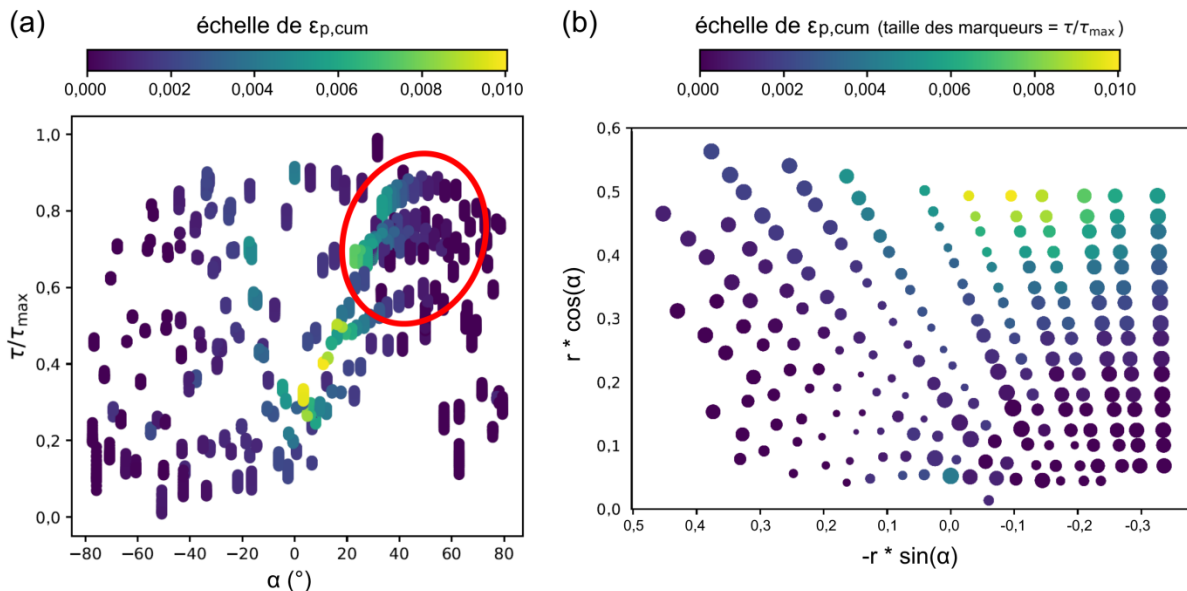 (a)
échelle de εp,cum
0,000 0,002 0,004 0,006 0,008 0,010
1,0
0,8
0,6
0,4
0,2
0,0
τ/τmax
−80 −60 −40 −20 0 20 40 60 80
α (°)
(b)
échelle de εp,cum (taille des marqueurs = τ/τmax)
0,000 0,002 0,004 0,006 0,008 0,010
0,6
0,5
0,4
0,3
0,2
0,1
0,0
r * cos(α)
0,5 0,4 0,3 0,2 0,1 0,0 -0,1 -0,2 -0,3
-r * sin(α)